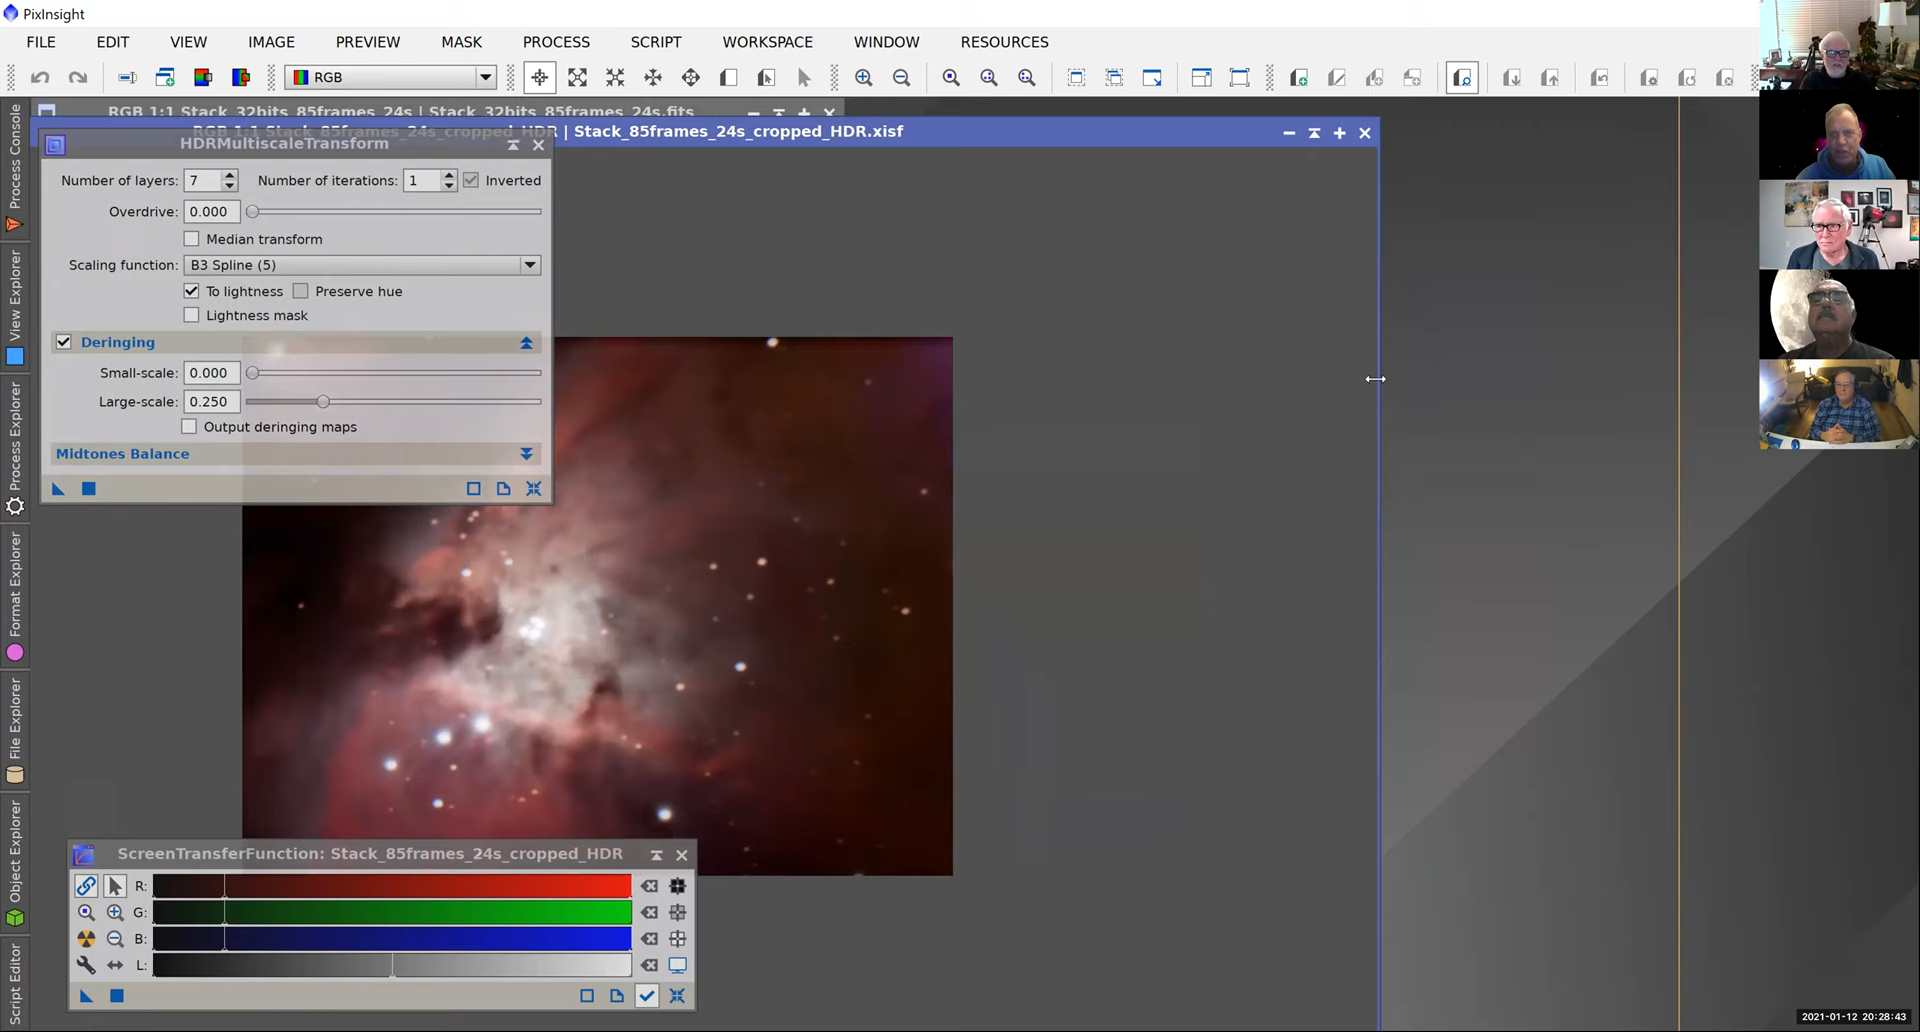 PixInsight
FILE EDIT VIEW IMAGE PREVIEW MASK PROCESS SCRIPT WORKSPACE WINDOW RESOURCES
RGB
RGB 1:1 Stack_32bits_85frames_24s | Stack_32bits_85frames_24s.fits
RGB 1:1 Stack_85frames_24s_cropped_HDR | Stack_85frames_24s_cropped_HDR.xisf
HDRMultiscaleTransform
Number of layers: 7 Number of iterations: 1 Inverted
Overdrive: 0.000
Median transform
Scaling function: B3 Spline (5)
To lightness Preserve hue
Lightness mask
Deringing
Small-scale: 0.000
Large-scale: 0.250
Output deringing maps
Midtones Balance
ScreenTransferFunction: Stack_85frames_24s_cropped_HDR
R:
G:
B:
L:
Process Console
View Explorer
Process Explorer
Format Explorer
File Explorer
Object Explorer
Script Editor
2021-01-12 20:28:43